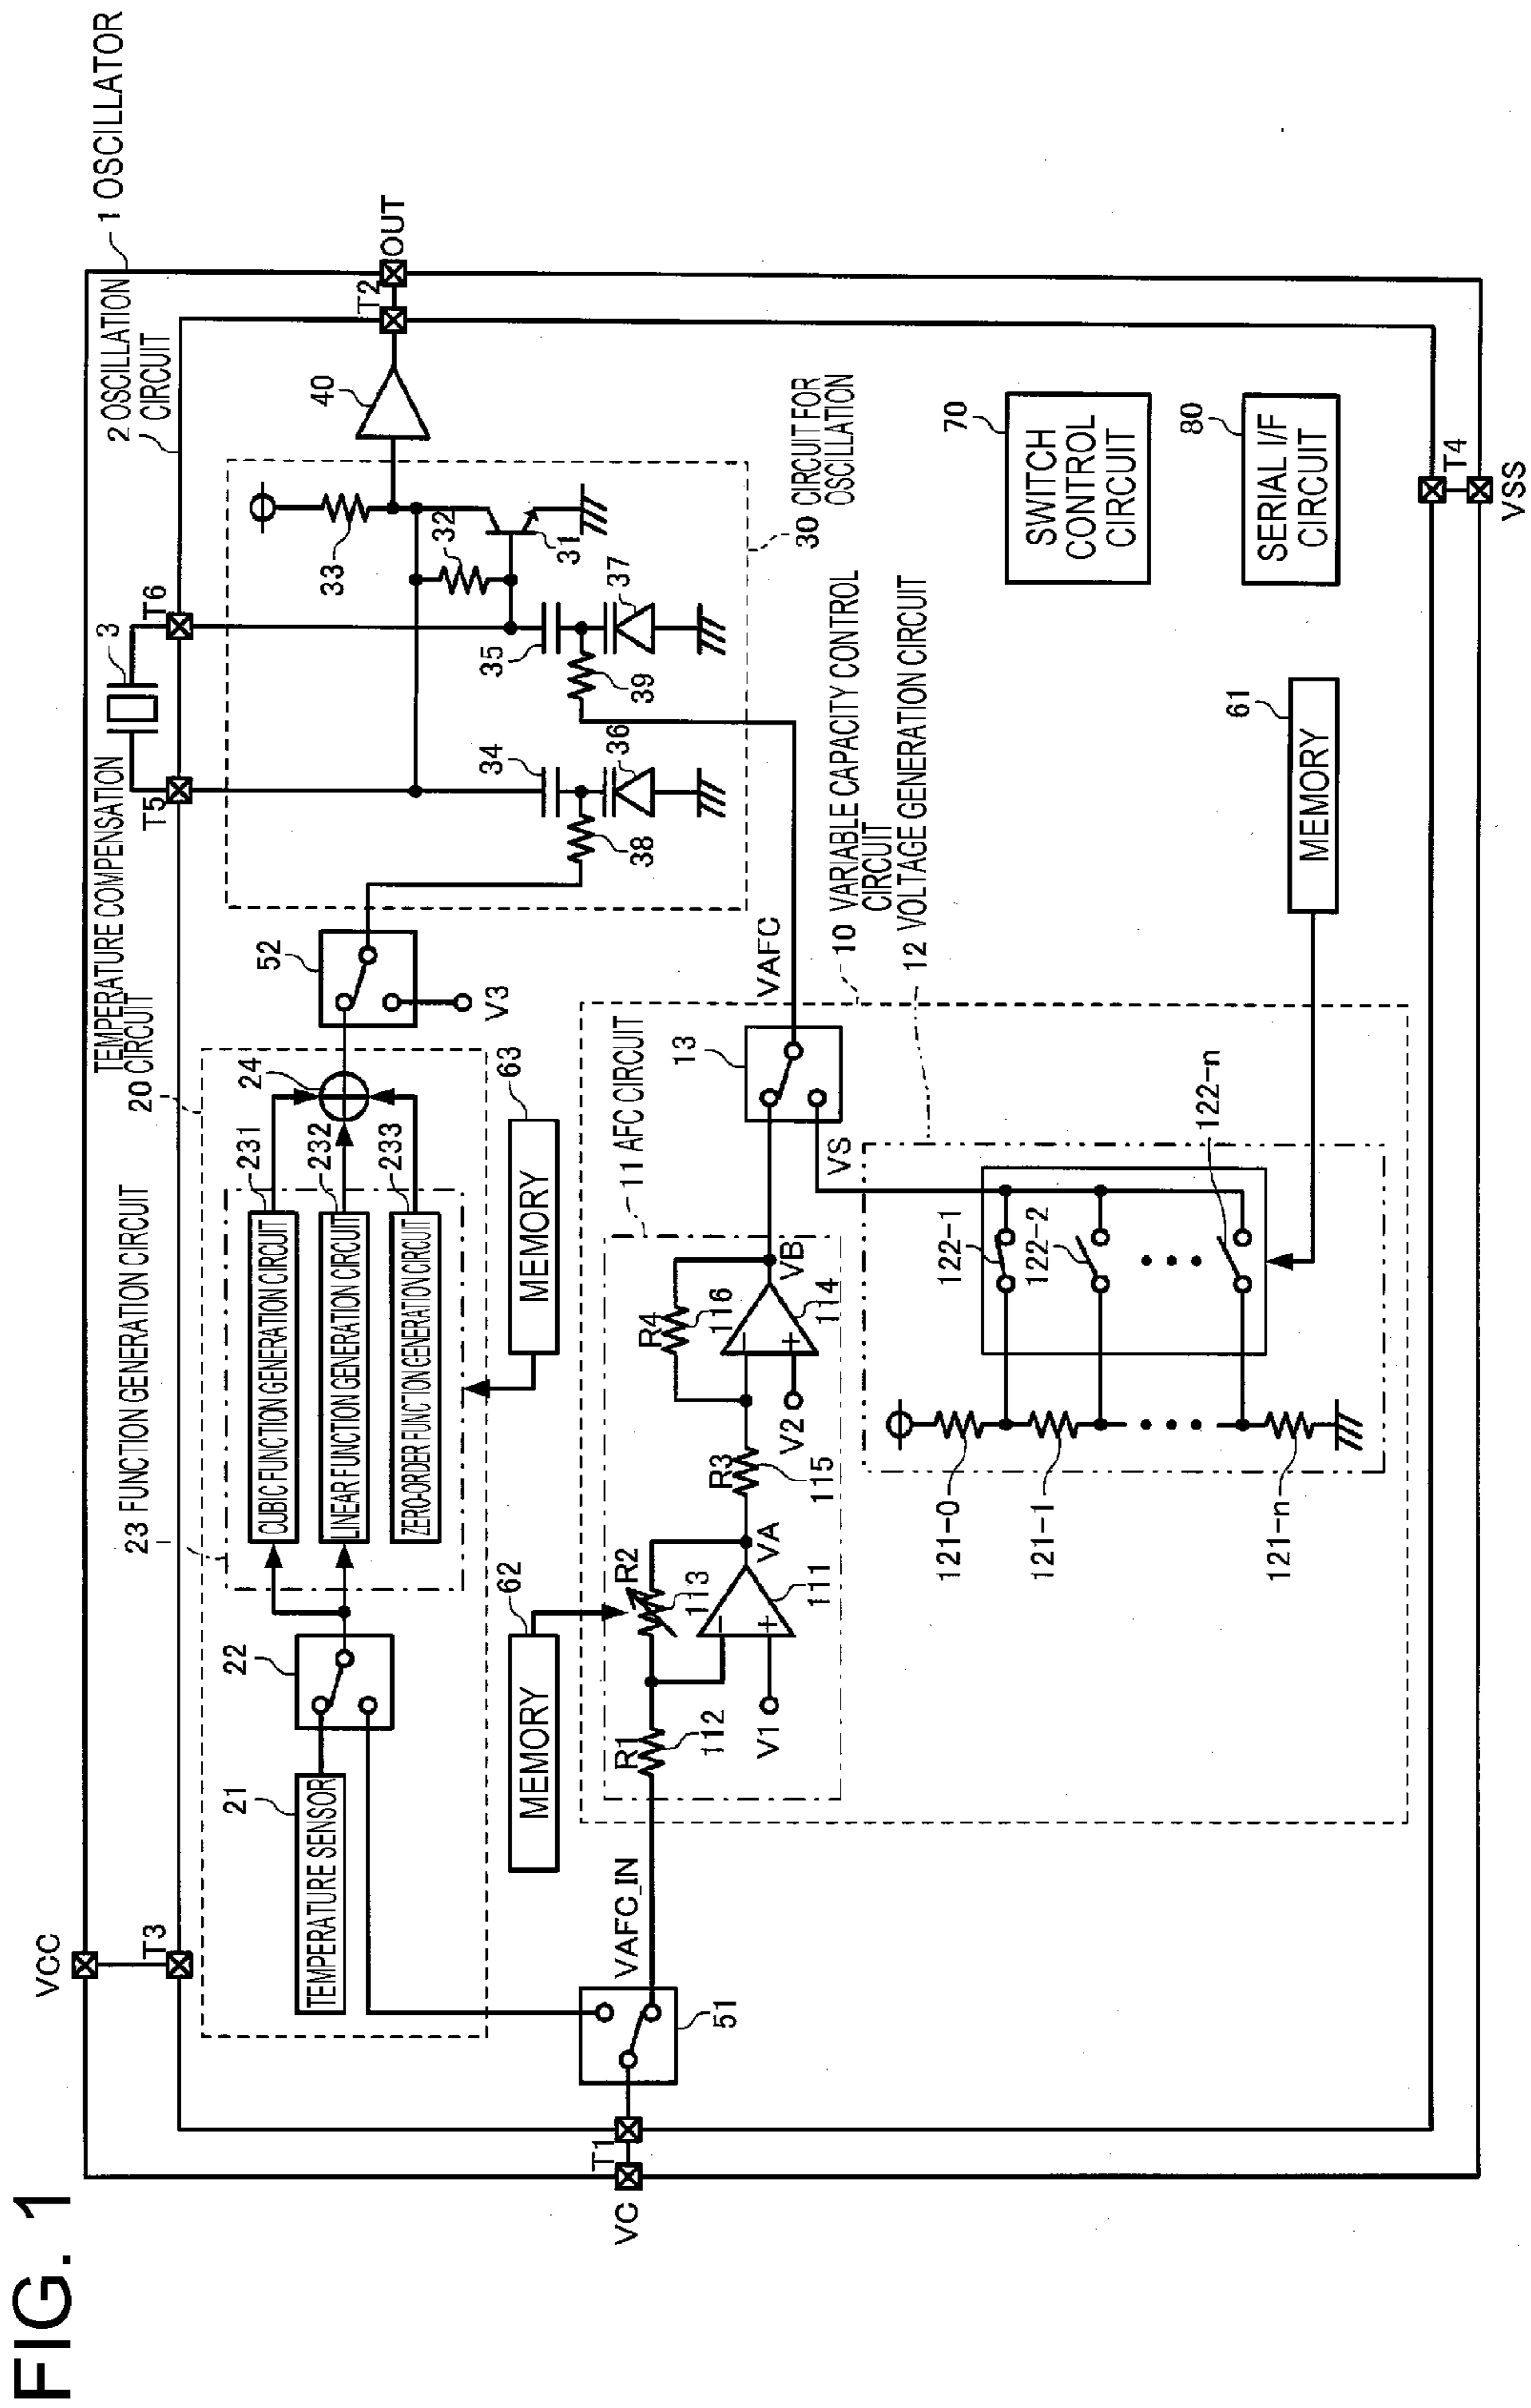 FIG. 1
1 OSCILLATOR
2 OSCILLATION
CIRCUIT
3
T5
T6
VCC
T3
TEMPERATURE COMPENSATION
20 CIRCUIT
23 FUNCTION GENERATION CIRCUIT
21
TEMPERATURE SENSOR
22
CUBIC FUNCTION GENERATION CIRCUIT
231
LINEAR FUNCTION GENERATION CIRCUIT
232
ZERO-ORDER FUNCTION GENERATION CIRCUIT
233
24
52
V3
33
32
31
34
35
36
37
38
39
30 CIRCUIT FOR
OSCILLATION
40
T2
OUT
62
MEMORY
63
MEMORY
VC
T1
51
VAFC_IN
11 AFC CIRCUIT
R1
112
R2
113
V1
111
VA
R3
115
R4
116
V2
114
VB
13
VS
VAFC
10 VARIABLE CAPACITY CONTROL
CIRCUIT
12 VOLTAGE GENERATION CIRCUIT
121-0
121-1
121-n
122-1
122-2
122-n
61
MEMORY
70
SWITCH
CONTROL
CIRCUIT
80
SERIAL I/F
CIRCUIT
T4
VSS